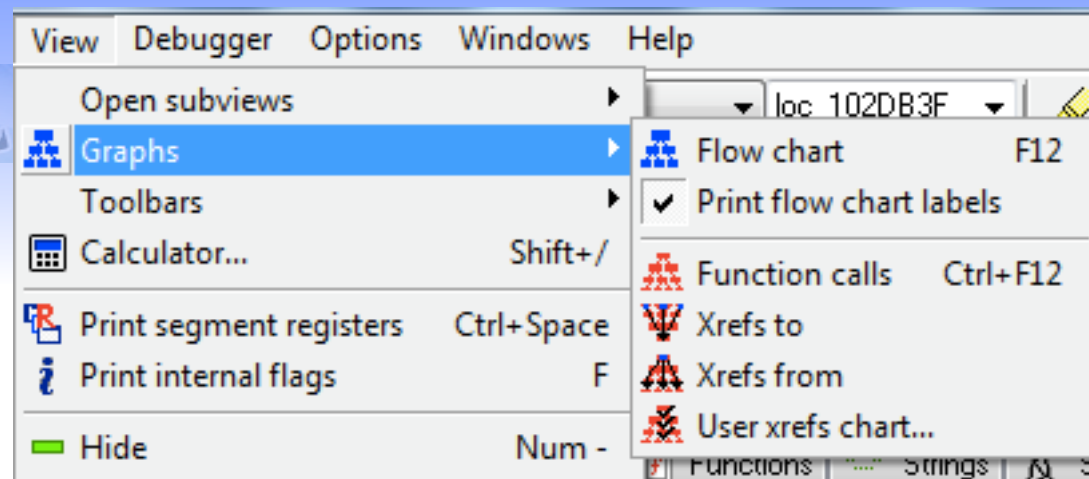 View Debugger Options Windows Help
Open subviews
loc_102DB3F
Graphs
Flow chart F12
Toolbars
Print flow chart labels
Calculator... Shift+/
Function calls Ctrl+F12
Print segment registers Ctrl+Space
Xrefs to
Print internal flags F
Xrefs from
User xrefs chart...
Hide Num -
Functions Strings